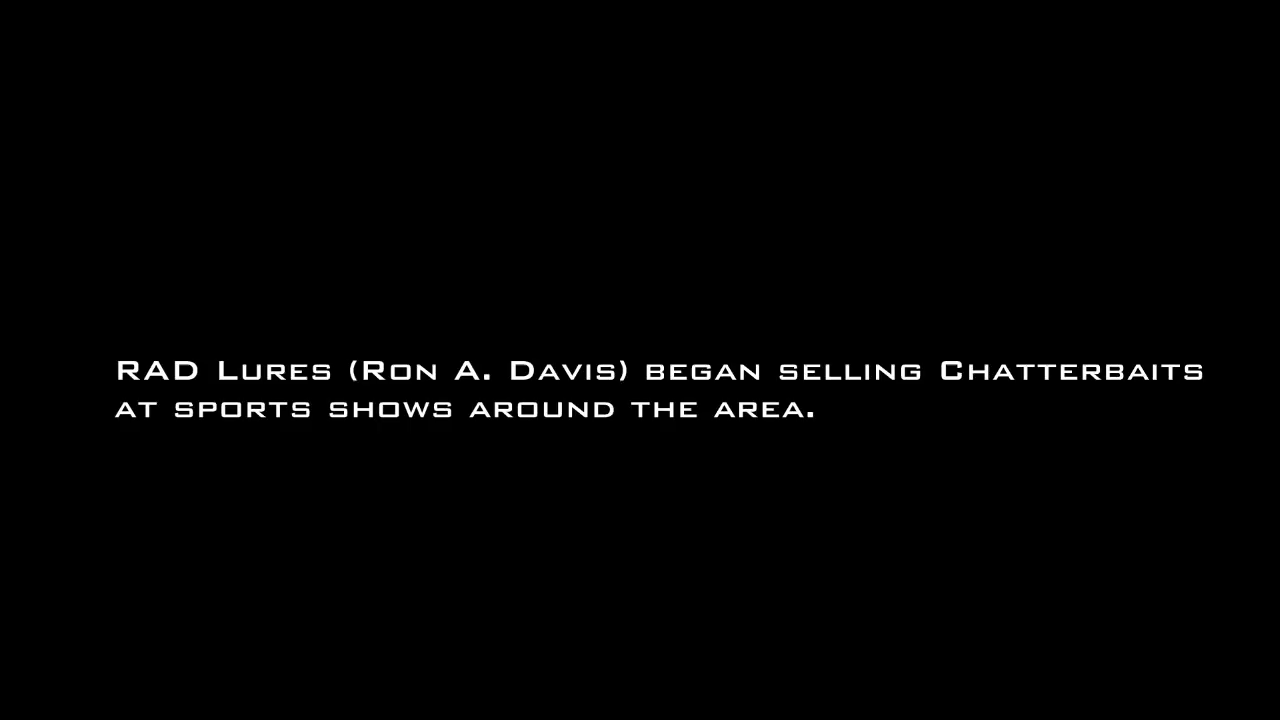 RAD Lures (Ron A. Davis) began selling Chatterbaits
at sports shows around the area.